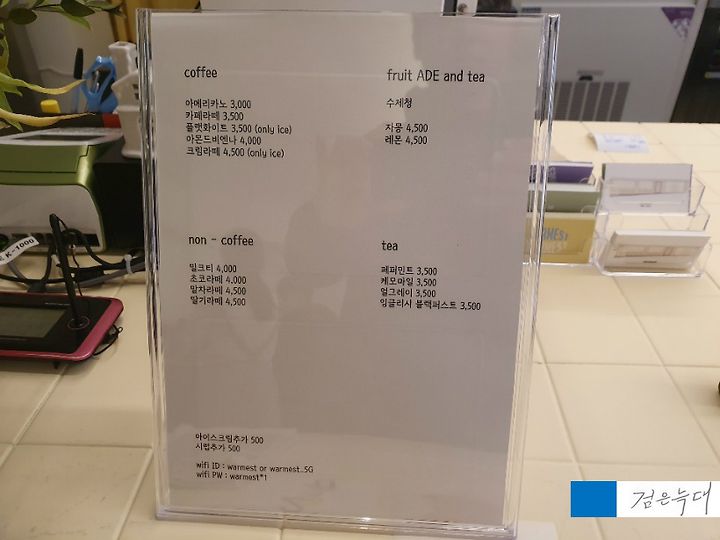 coffee
아메리카노 3,000
카페라떼 3,500
플랫화이트 3,500 (only ice)
아몬드비엔나 4,000
크림라떼 4,500 (only ice)
fruit ADE and tea
수제청
자몽 4,500
레몬 4,500
non - coffee
밀크티 4,000
초코라떼 4,000
말차라떼 4,500
딸기라떼 4,500
tea
페퍼민트 3,500
케모마일 3,500
얼그레이 3,500
잉글리시 블랙퍼스트 3,500
아이스크림추가 500
시럽추가 500
wifi ID : warmest or warmest_5G
wifi PW : warmest*1
K-1000
검은늑대